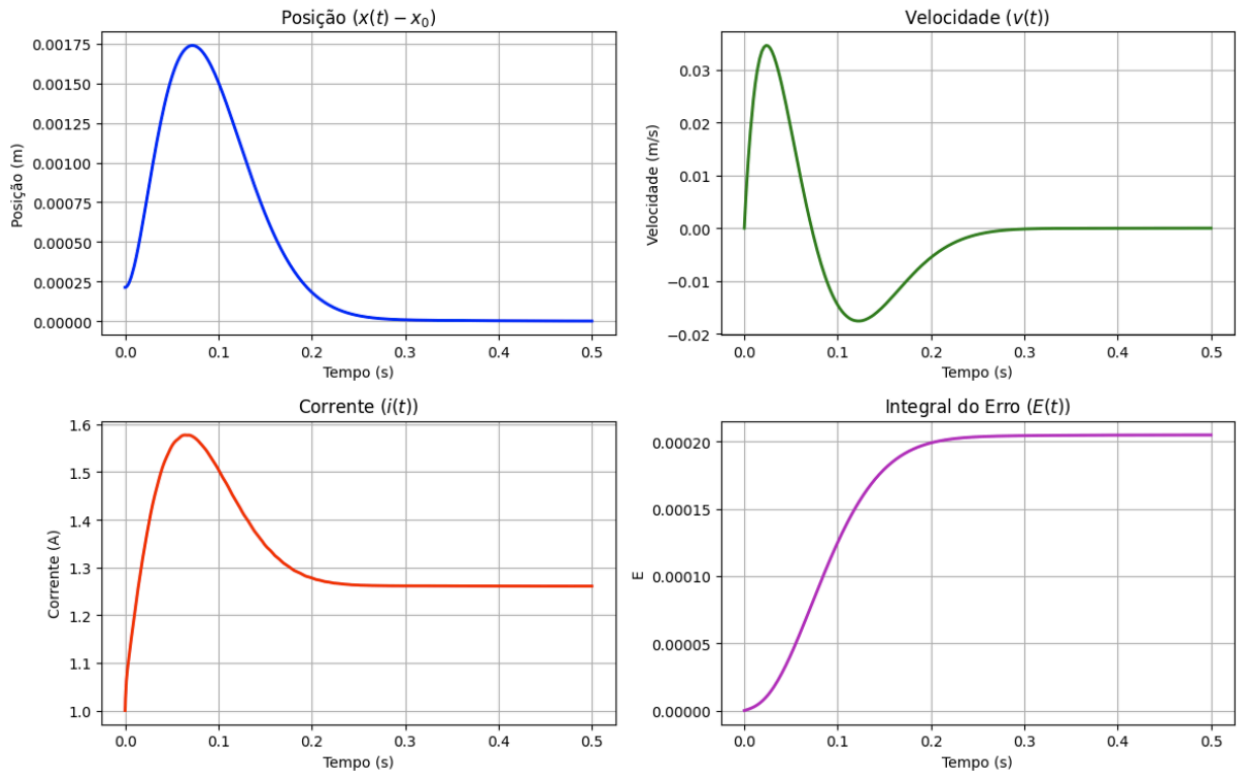 Posição (x(t) − x₀)
Posição (m)
0.00175
0.00150
0.00125
0.00100
0.00075
0.00050
0.00025
0.00000
0.0 0.1 0.2 0.3 0.4 0.5
Tempo (s)
Velocidade (v(t))
Velocidade (m/s)
0.03
0.02
0.01
0.00
−0.01
−0.02
0.0 0.1 0.2 0.3 0.4 0.5
Tempo (s)
Corrente (i(t))
Corrente (A)
1.6
1.5
1.4
1.3
1.2
1.1
1.0
0.0 0.1 0.2 0.3 0.4 0.5
Tempo (s)
Integral do Erro (E(t))
E
0.00020
0.00015
0.00010
0.00005
0.00000
0.0 0.1 0.2 0.3 0.4 0.5
Tempo (s)